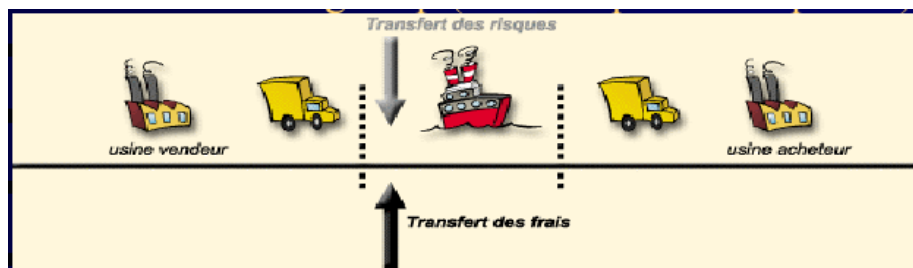 Transfert des risques
usine vendeur
usine acheteur
Transfert des frais